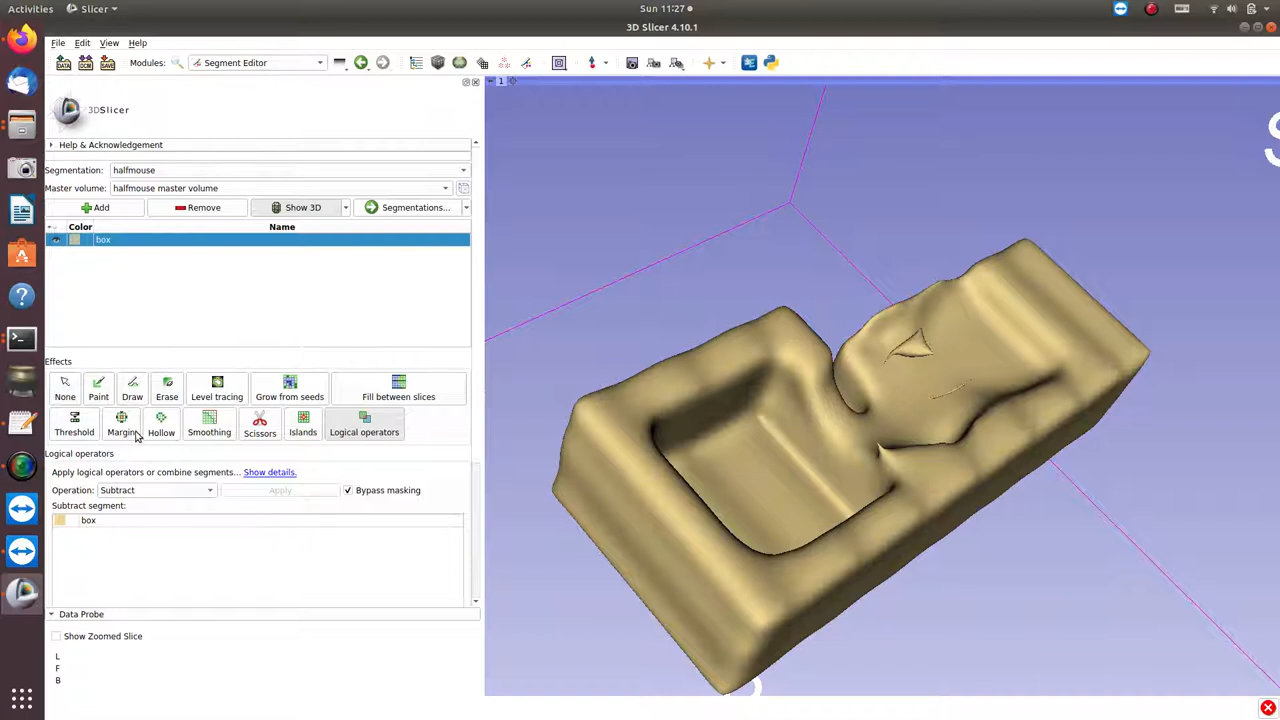 Activities
Slicer
Sun 11:27
3D Slicer 4.10.1
File Edit View Help
Modules:
Segment Editor
1
3DSlicer
Help & Acknowledgement
Segmentation: halfmouse
Master volume: halfmouse master volume
Add Remove Show 3D Segmentations...
Color Name
box
Effects
None Paint Draw Erase Level tracing Grow from seeds Fill between slices
Threshold Margin Hollow Smoothing Scissors Islands Logical operators
Logical operators
Apply logical operators or combine segments... Show details.
Operation: Subtract Apply Bypass masking
Subtract segment:
box
Data Probe
Show Zoomed Slice
L
F
B
S